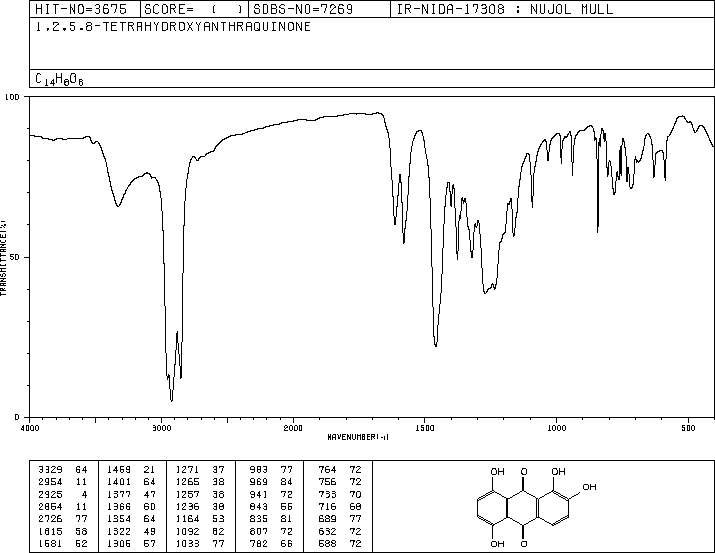 HIT-NO=3675 SCORE= ( ) SDBS-NO=7269 IR-NIDA-17308 : NUJOL MULL
1,2,5,8-TETRAHYDROXYANTHRAQUINONE
C14H8O6
100
50
0
TRANSMITTANCE(%)
4000 3000 2000 1500 1000 500
WAVENUMBER(-1)
3329 64 1459 21 1271 37 983 77 764 72
2954 11 1401 64 1265 38 969 84 756 72
2925 4 1377 47 1257 38 941 72 733 70
2854 11 1366 60 1236 38 843 55 716 68
2726 77 1354 64 1164 53 835 81 689 77
1615 58 1322 49 1092 62 807 72 632 72
1581 52 1306 57 1033 77 782 66 588 72
OH O OH
OH
OH O